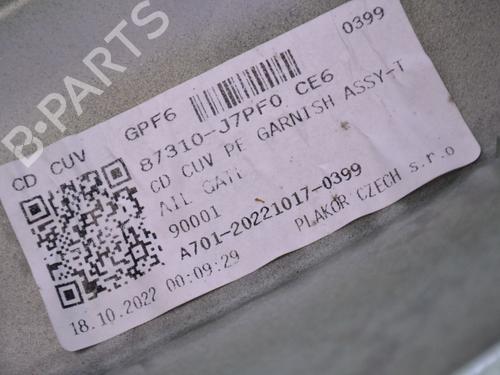 B-PARTS
GPF6 0399
CD CUV
87310-J7PF0 CE6
CD CUV PE GARNISH ASSY-T
AIL GATE
90001
A701-20221017-0399
PLAKOR CZECH s.r.o
18.10.2022 00:09:29